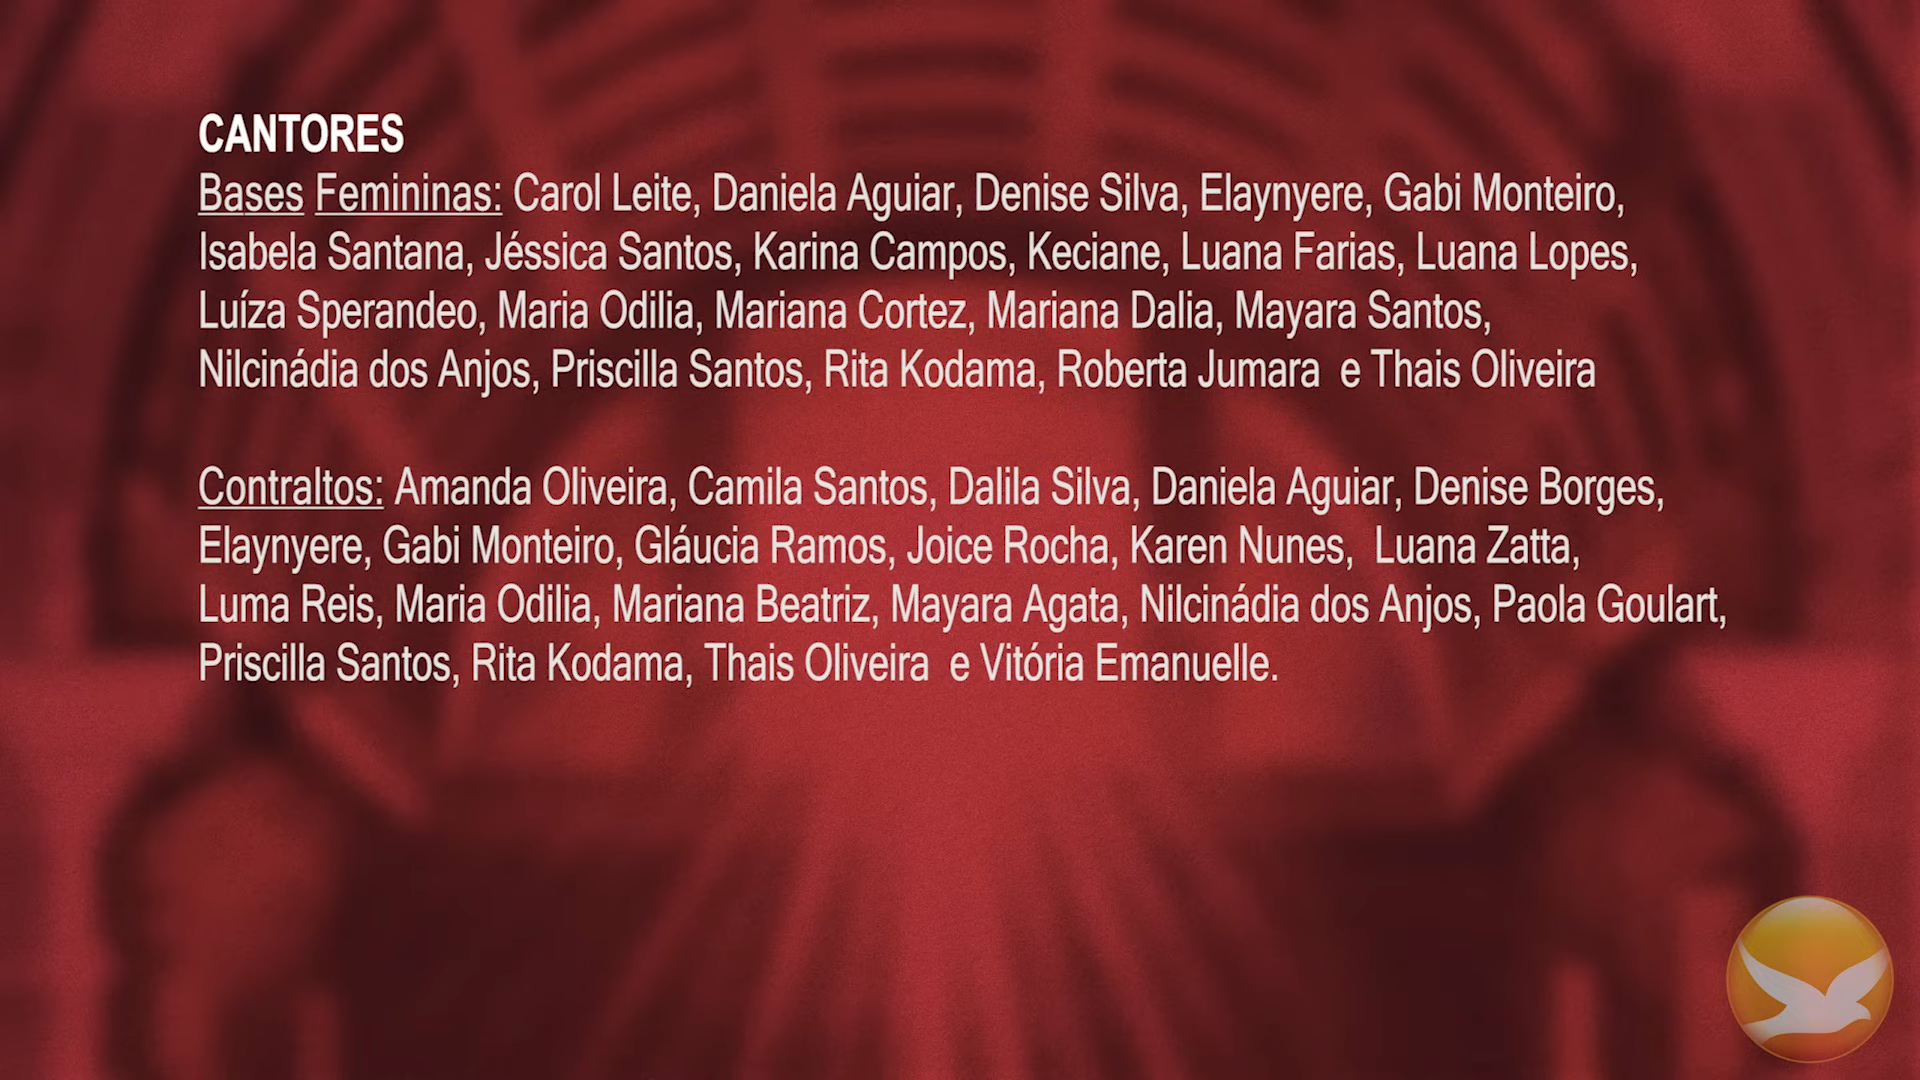 CANTORES
Bases Femininas: Carol Leite, Daniela Aguiar, Denise Silva, Elaynyere, Gabi Monteiro,
Isabela Santana, Jéssica Santos, Karina Campos, Keciane, Luana Farias, Luana Lopes,
Luíza Sperandeo, Maria Odilia, Mariana Cortez, Mariana Dalia, Mayara Santos,
Nilcinádia dos Anjos, Priscilla Santos, Rita Kodama, Roberta Jumara  e Thais Oliveira
Contraltos: Amanda Oliveira, Camila Santos, Dalila Silva, Daniela Aguiar, Denise Borges,
Elaynyere, Gabi Monteiro, Gláucia Ramos, Joice Rocha, Karen Nunes,  Luana Zatta,
Luma Reis, Maria Odilia, Mariana Beatriz, Mayara Agata, Nilcinádia dos Anjos, Paola Goulart,
Priscilla Santos, Rita Kodama, Thais Oliveira  e Vitória Emanuelle.